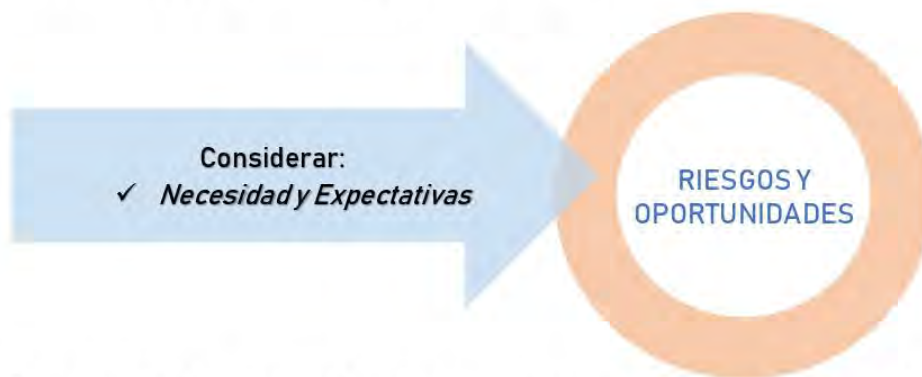 Considerar:
✓ Necesidad y Expectativas
RIESGOS Y
OPORTUNIDADES